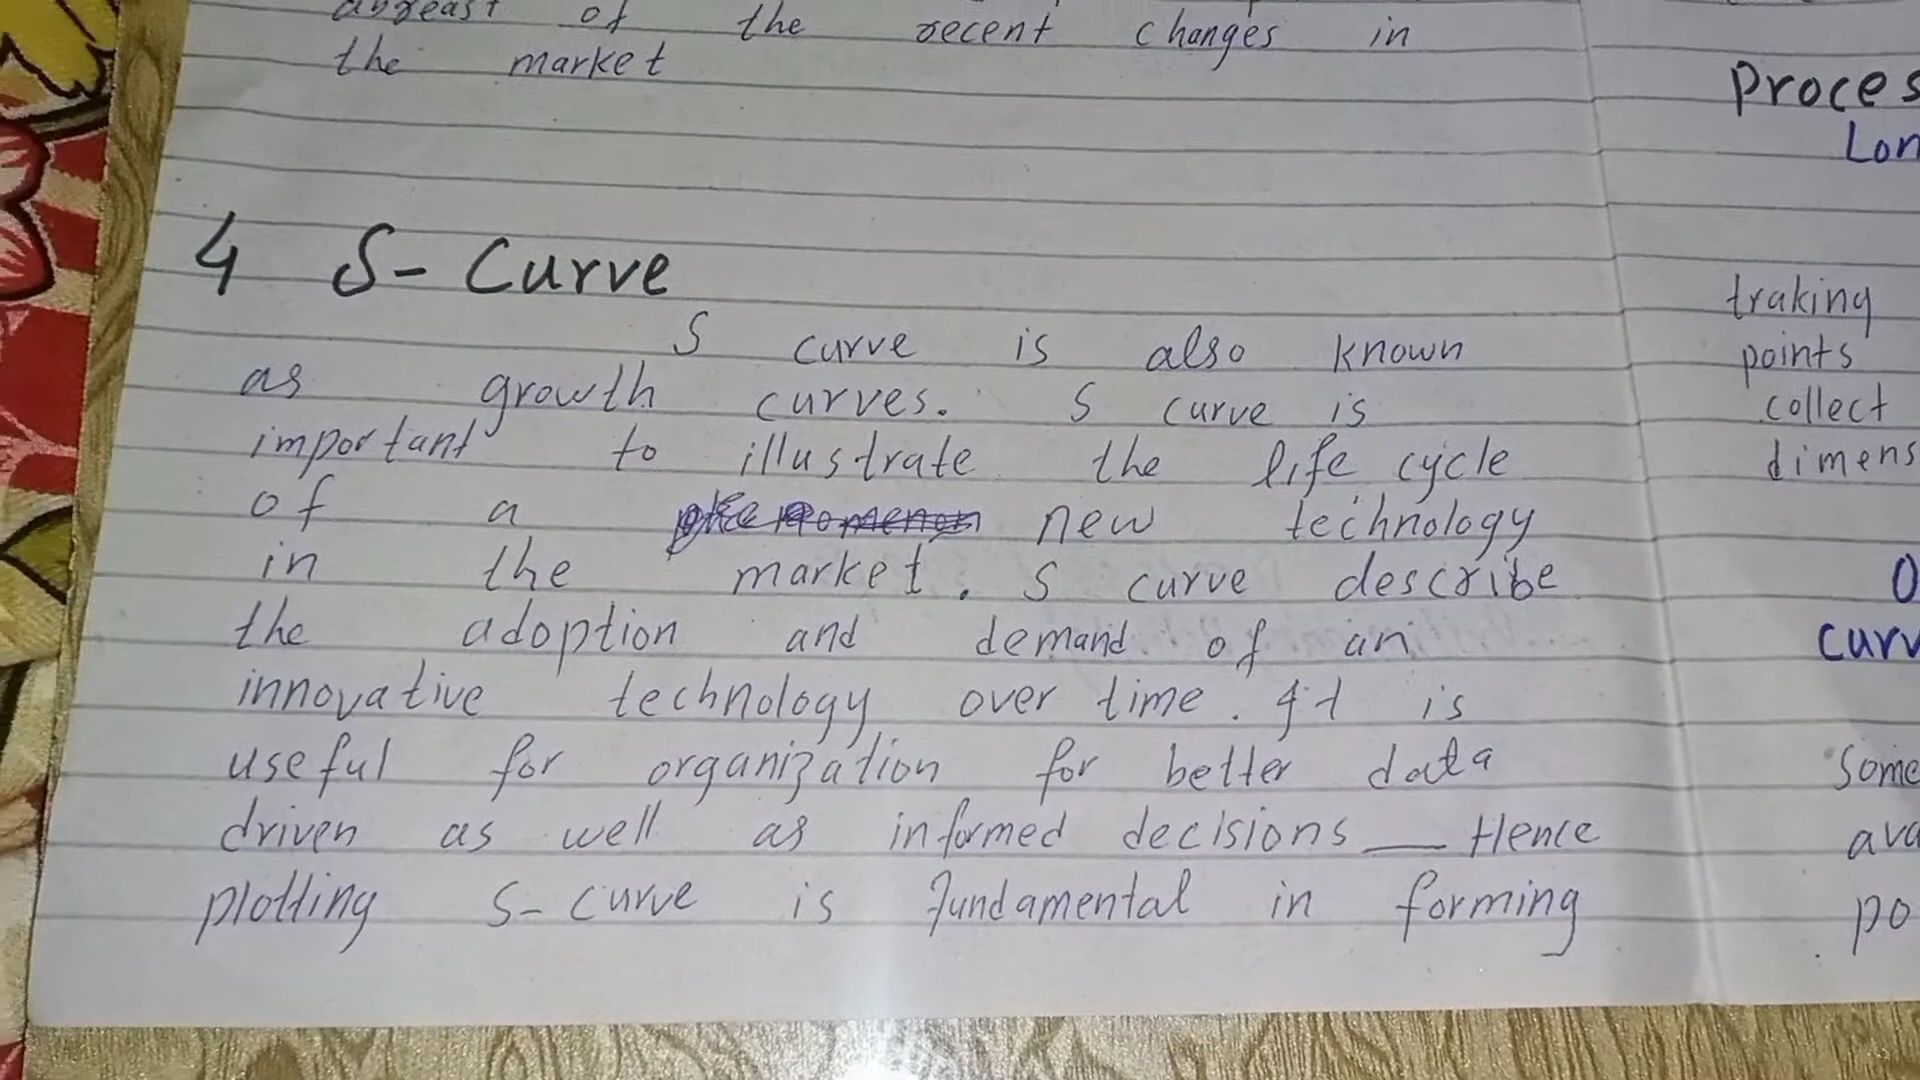 abreast of the recent changes in
the market
4 S- Curve
S curve is also known
as growth curves. S curve is
important to illustrate the life cycle
of a new technology
in the market. S curve describe
the adoption and demand of an
innovative technology over time. It is
useful for organization for better data
driven as well as informed decisions — Hence
plotting S- curve is fundamental in forming
Proces
Lon
traking
points
collect
dimens
O
curv
Some
ava
po